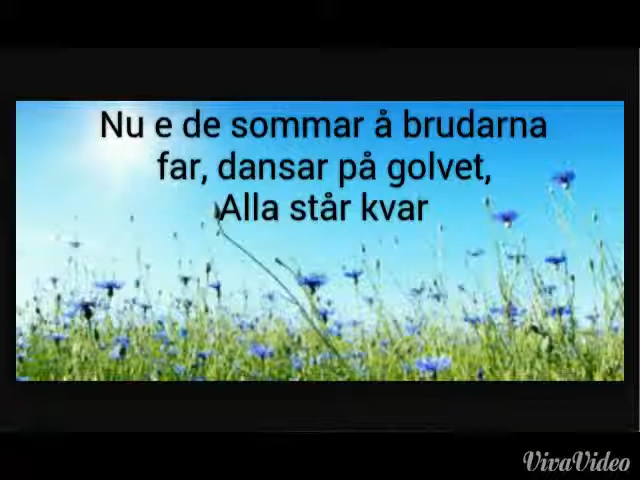 Nu e de sommar å brudarna
far, dansar på golvet,
Alla står kvar
VivaVideo